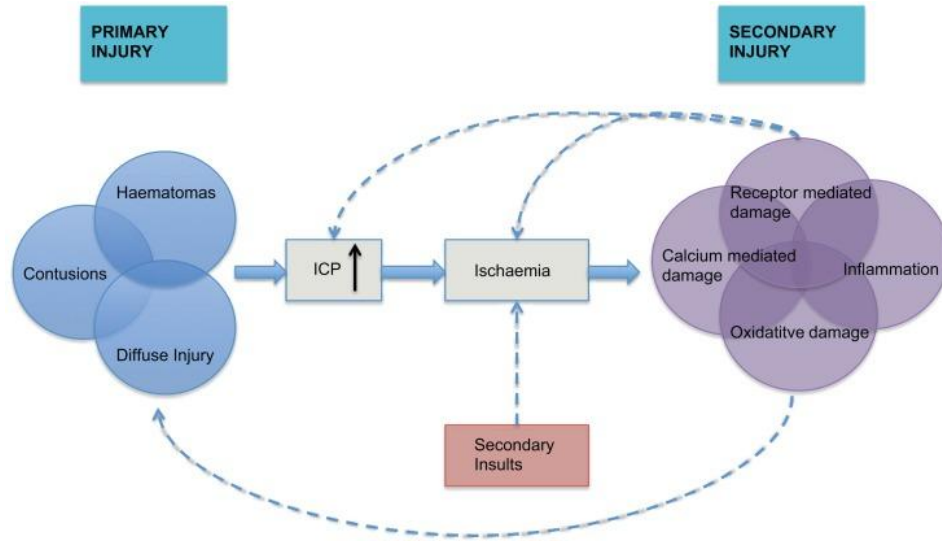 PRIMARY
INJURY
SECONDARY
INJURY
Haematomas
Contusions
Diffuse Injury
ICP
Ischaemia
Receptor mediated
damage
Calcium mediated
damage
Inflammation
Oxidatitve damage
Secondary
Insults